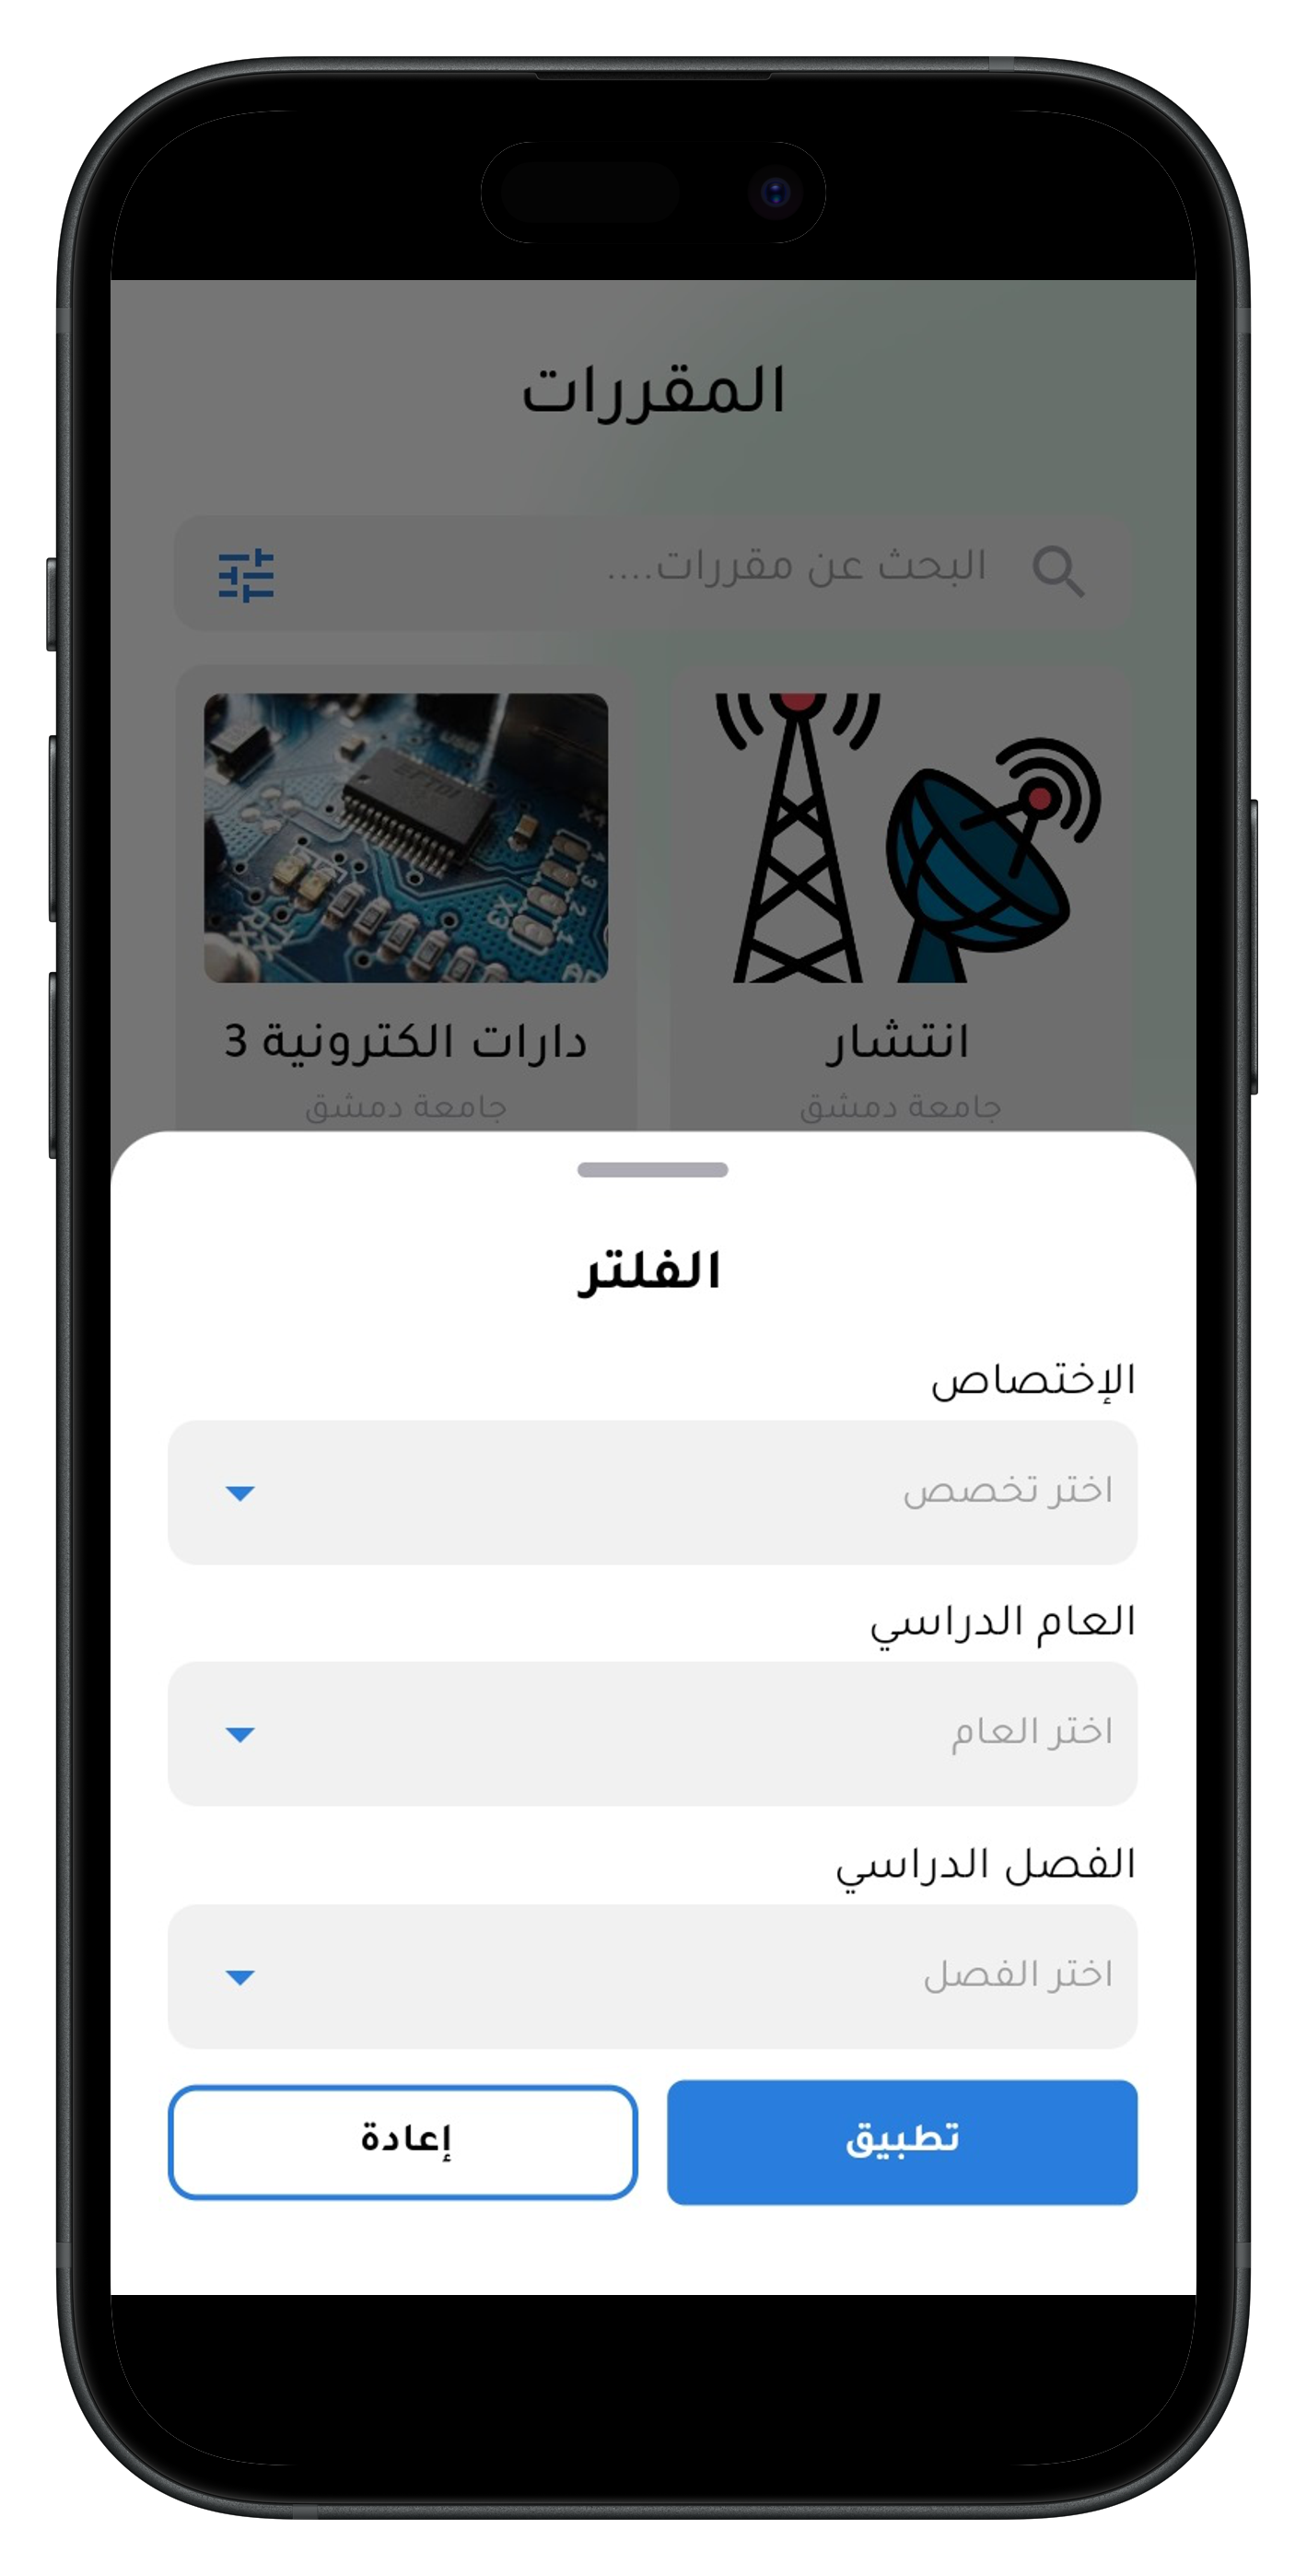 المقررات
البحث عن مقررات....
انتشار
جامعة دمشق
دارات الكترونية 3
جامعة دمشق
الفلتر
الإختصاص
اختر تخصص
العام الدراسي
اختر العام
الفصل الدراسي
اختر الفصل
تطبيق
إعادة